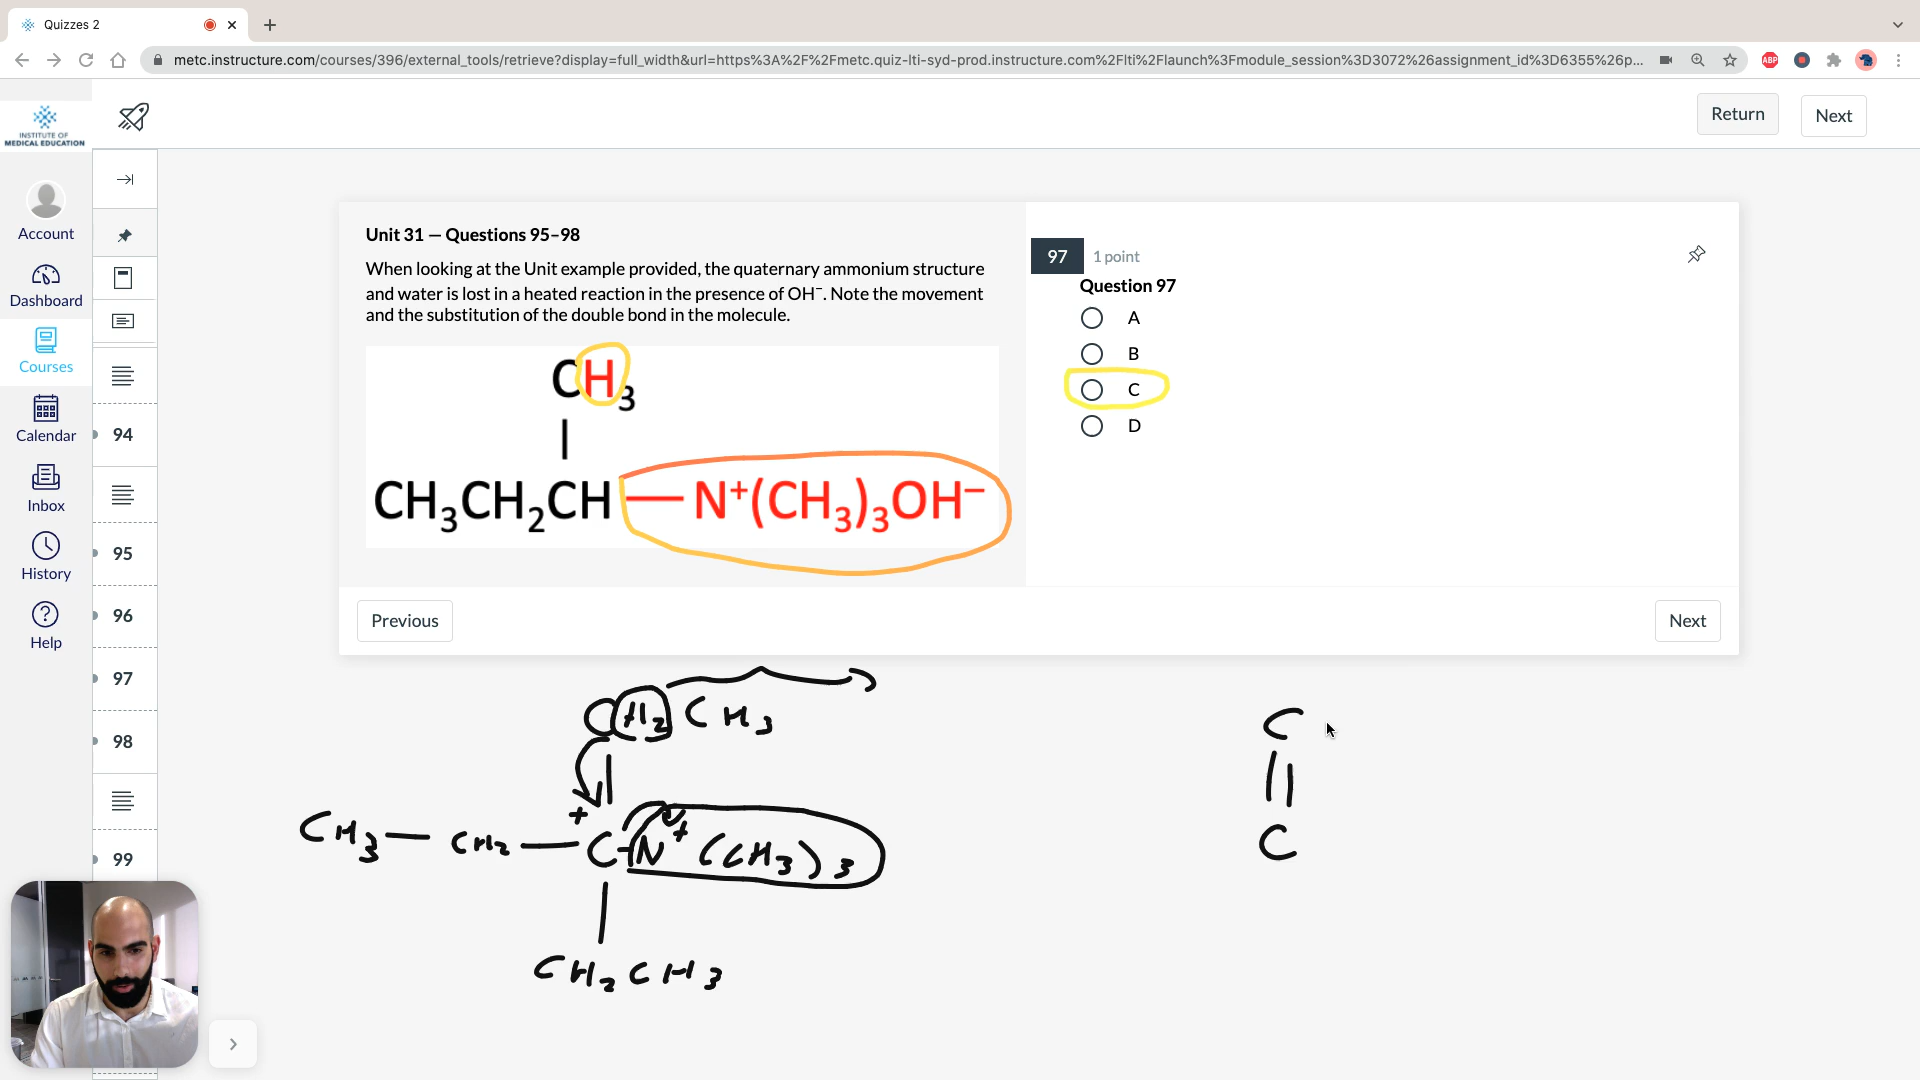 Quizzes 2
metc.instructure.com/courses/396/external_tools/retrieve?display=full_width&url=https%3A%2F%2Fmetc.quiz-lti-syd-prod.instructure.com%2Flti%2Flaunch%3Fmodule_session%3D3072%26assignment_id%3D6355%26p...
ABP
INSTITUTE OF
MEDICAL EDUCATION
Return
Next
Account
Dashboard
Courses
Calendar
Inbox
History
Help
94
95
96
97
98
99
Unit 31 — Questions 95–98
When looking at the Unit example provided, the quaternary ammonium structure
and water is lost in a heated reaction in the presence of OH⁻. Note the movement
and the substitution of the double bond in the molecule.
CH₃
|
CH₃CH₂CH—N⁺(CH₃)₃OH⁻
97
1 point
Question 97
A
B
C
D
Previous
Next
CH₂CH₃
+
CH₃—CH₂—C-N⁺(CH₃)₃
|
CH₂CH₃
C
||
C